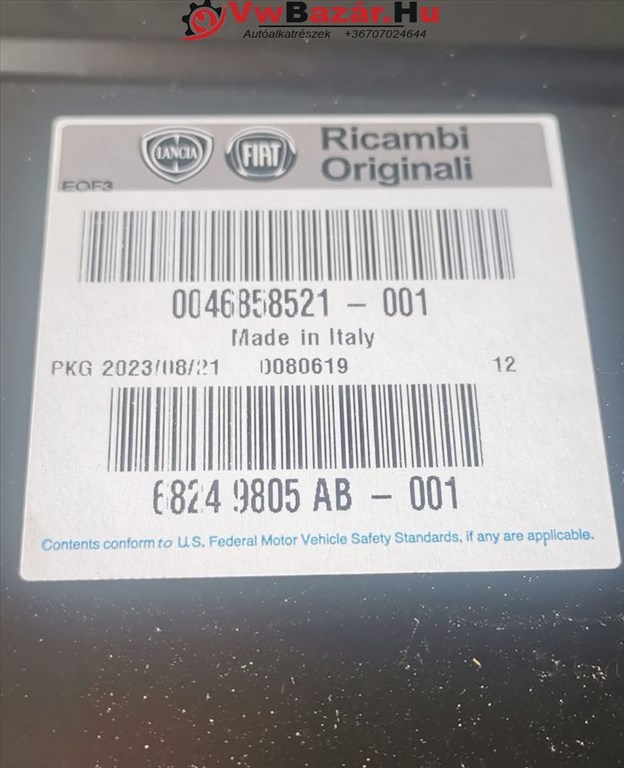 VwBazár.Hu
Autóalkatrészek +36707024644
LANCIA FIAT Ricambi
Originali
EOF3
0046858521 - 001
Made in Italy
PKG 2023/08/21 0080619 12
6824 9805 AB - 001
Contents conform to U.S. Federal Motor Vehicle Safety Standards, if any are applicable.